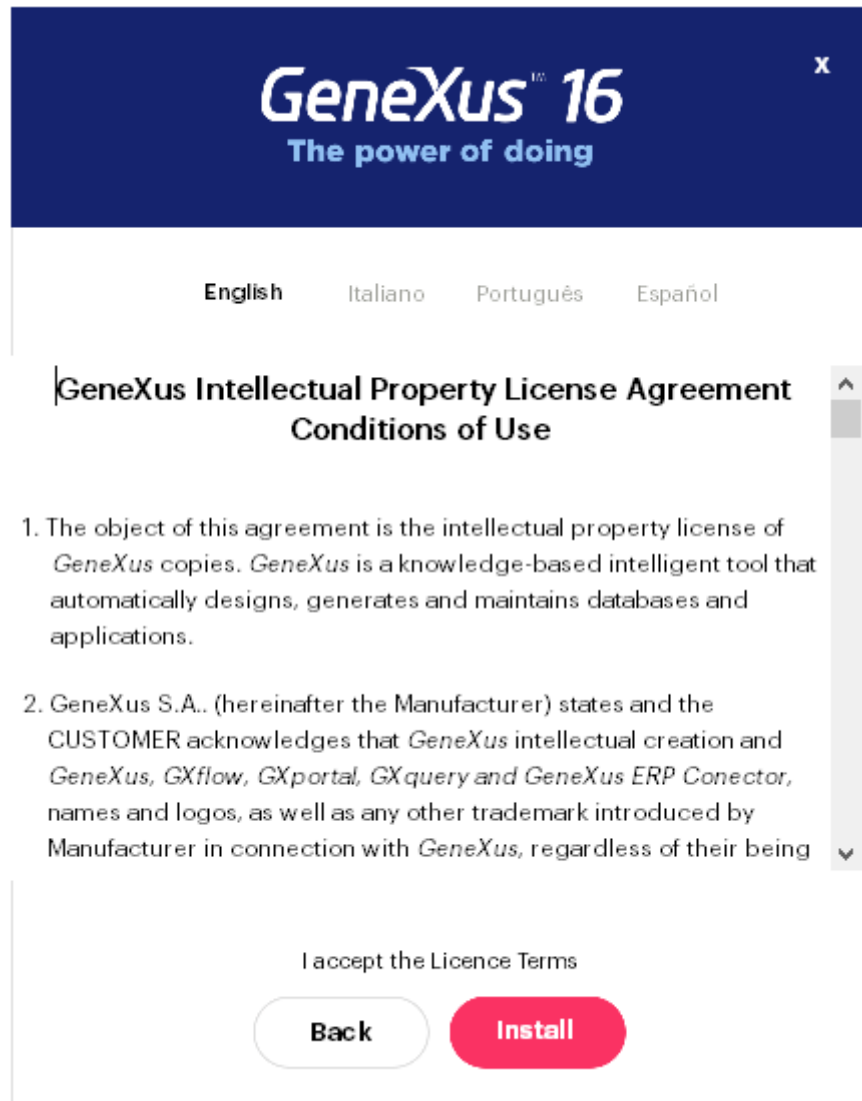 GeneXus™ 16
x
The power of doing
English Italiano Português Español
GeneXus Intellectual Property License Agreement
Conditions of Use
1. The object of this agreement is the intellectual property license of
GeneXus copies. GeneXus is a knowledge-based intelligent tool that
automatically designs, generates and maintains databases and
applications.
2. GeneXus S.A.. (hereinafter the Manufacturer) states and the
CUSTOMER acknowledges that GeneXus intellectual creation and
GeneXus, GXflow, GXportal, GXquery and GeneXus ERP Conector,
names and logos, as well as any other trademark introduced by
Manufacturer in connection with GeneXus, regardless of their being
I accept the Licence Terms
Back Install